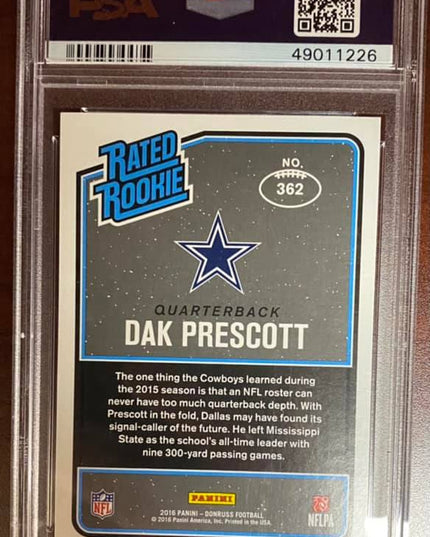 PSA
49011226
RATED
ROOKIE
NO.
362
QUARTERBACK
DAK PRESCOTT
The one thing the Cowboys learned during
the 2015 season is that an NFL roster can
never have too much quarterback depth. With
Prescott in the fold, Dallas may have found its
signal-caller of the future. He left Mississippi
State as the school's all-time leader with
nine 300-yard passing games.
NFL
PANINI
2016 PANINI – DONRUSS FOOTBALL
© 2016 Panini America, Inc. Printed in the USA.
NFLPA